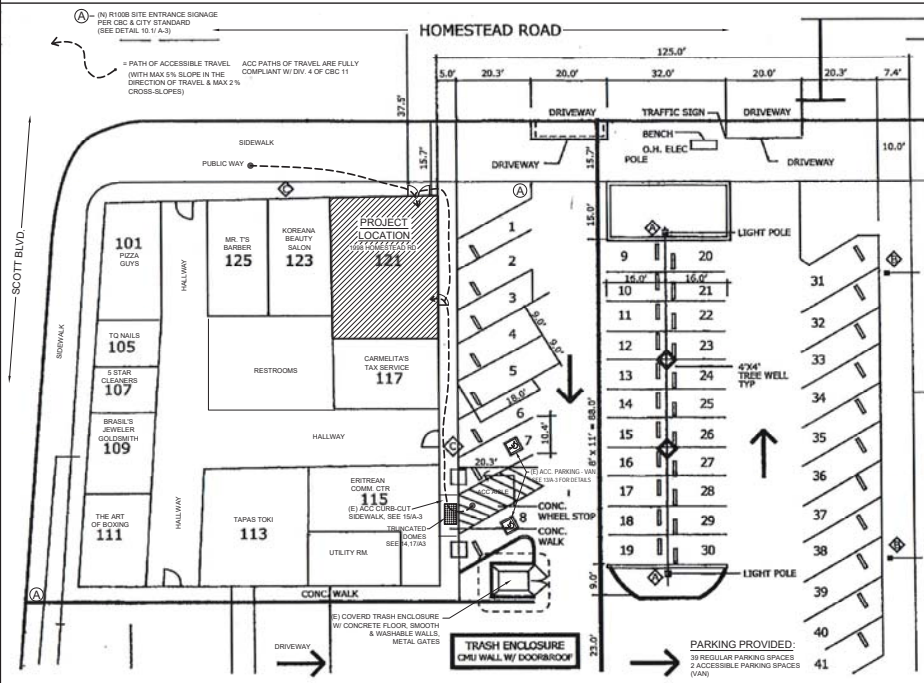 A
(N) R100B SITE ENTRANCE SIGNAGE
PER CBC & CITY STANDARD
(SEE DETAIL 10.1/ A-3)
= PATH OF ACCESSIBLE TRAVEL
(WITH MAX 5% SLOPE IN THE
DIRECTION OF TRAVEL & MAX 2 %
CROSS-SLOPES)
ACC PATHS OF TRAVEL ARE FULLY
COMPLIANT W/ DIV. 4 OF CBC 11
HOMESTEAD ROAD
125.0'
5.0'
20.3'
20.0'
32.0'
20.0'
20.3'
7.4'
37.5'
DRIVEWAY
TRAFFIC SIGN
DRIVEWAY
BENCH
O.H. ELEC
POLE
DRIVEWAY
DRIVEWAY
10.0'
15.7'
15.7'
15.0'
SIDEWALK
PUBLIC WAY
C
A
SCOTT BLVD.
SIDEWALK
101
PIZZA
GUYS
HALLWAY
MR. T'S
BARBER
125
KOREANA
BEAUTY
SALON
123
PROJECT
LOCATION
1698 HOMESTEAD RD
121
TQ NAILS
105
5 STAR
CLEANERS
107
BRASIL'S
JEWELER
GOLDSMITH
109
THE ART
OF BOXING
111
RESTROOMS
CARMELITA'S
TAX SERVICE
117
HALLWAY
HALLWAY
TAPAS TOKI
113
ERITREAN
COMM. CTR
115
UTILITY RM.
(E) ACC CURB-CUT
SIDEWALK, SEE 15/A-3
TRUNCATED
DOMES
SEE 14,17/A3
C
1
2
3
4
5
6
7
8
9.0'
9.0'
18.0'
10.4'
20.3'
ACC AISLE
(E) ACC. PARKING - VAN
SEE 13/A-3 FOR DETAILS
CONC.
WHEEL STOP
CONC.
WALK
8' X 11' = 88.0'
A
LIGHT POLE
9
20
16.0'
16.0'
10
21
11
22
12
23
13
24
14
25
15
26
16
27
17
28
18
29
19
30
4'X4'
TREE WELL
TYP
A
LIGHT POLE
9.0'
23.0'
31
32
33
34
35
36
37
38
39
40
41
B
B
A
CONC. WALK
DRIVEWAY
(E) COVERD TRASH ENCLOSURE
W/ CONCRETE FLOOR, SMOOTH
& WASHABLE WALLS,
METAL GATES
TRASH ENCLOSURE
CMU WALL W/ DOOR&ROOF
PARKING PROVIDED:
39 REGULAR PARKING SPACES
2 ACCESSIBLE PARKING SPACES
(VAN)